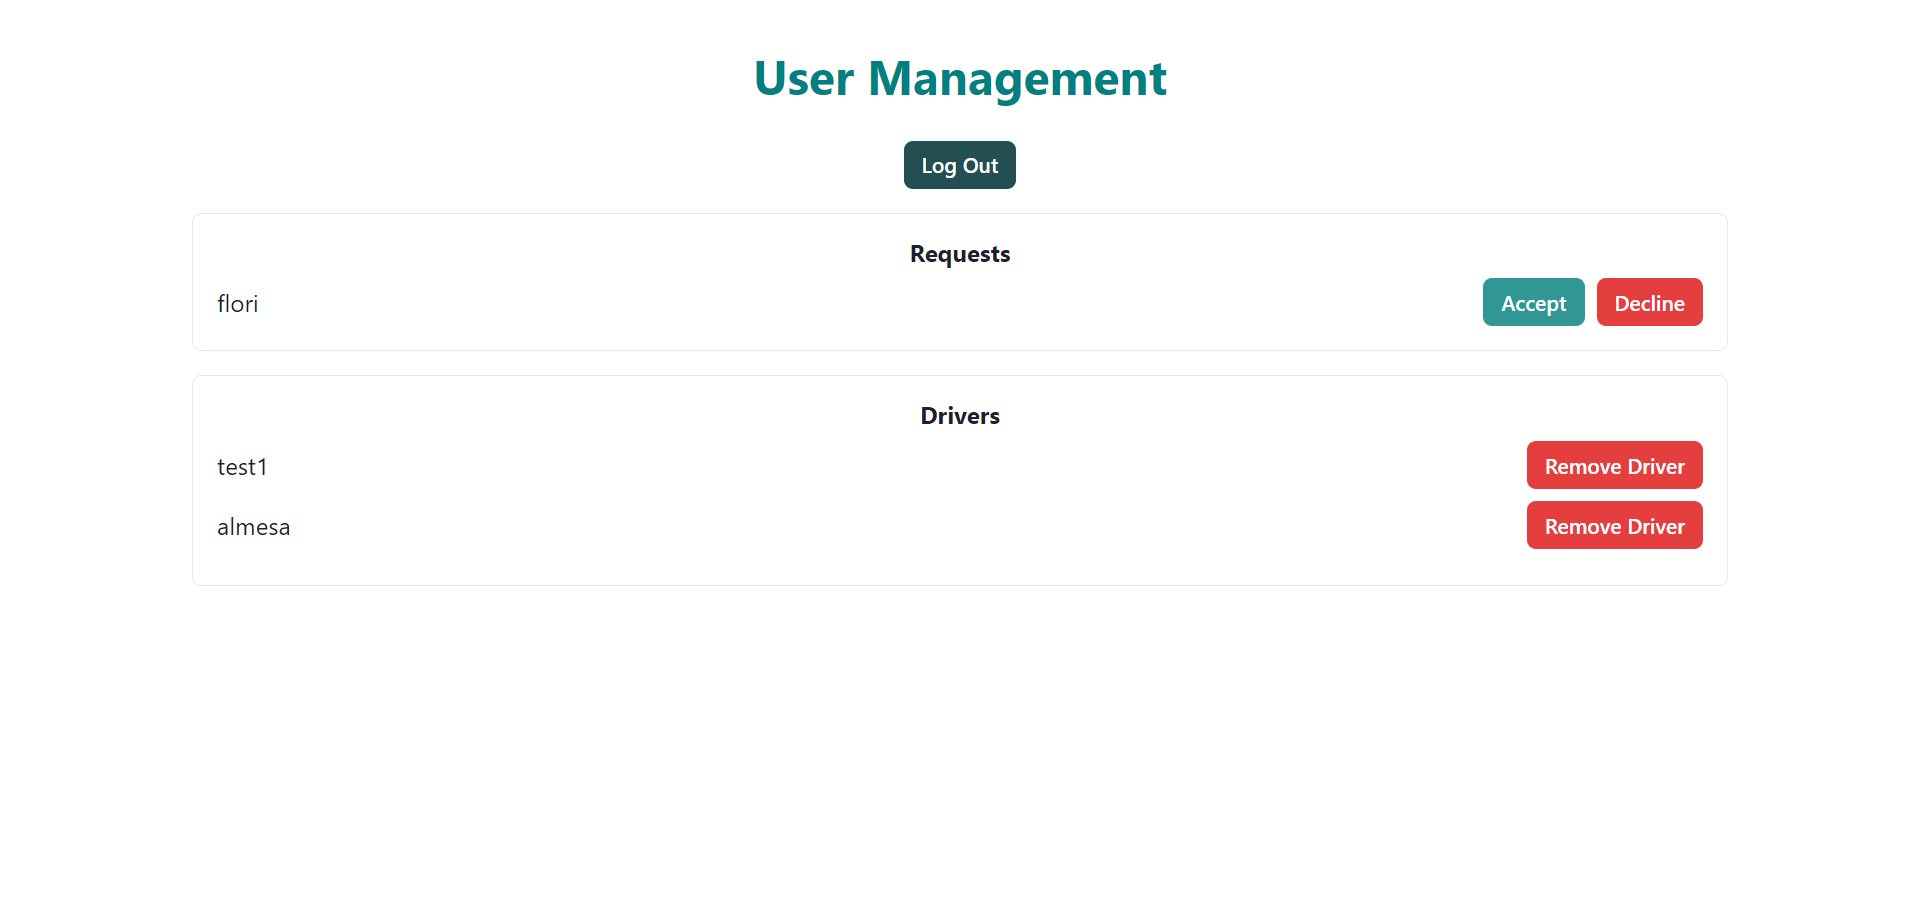 User Management
Log Out
Requests
flori Accept Decline
Drivers
test1 Remove Driver
almesa Remove Driver